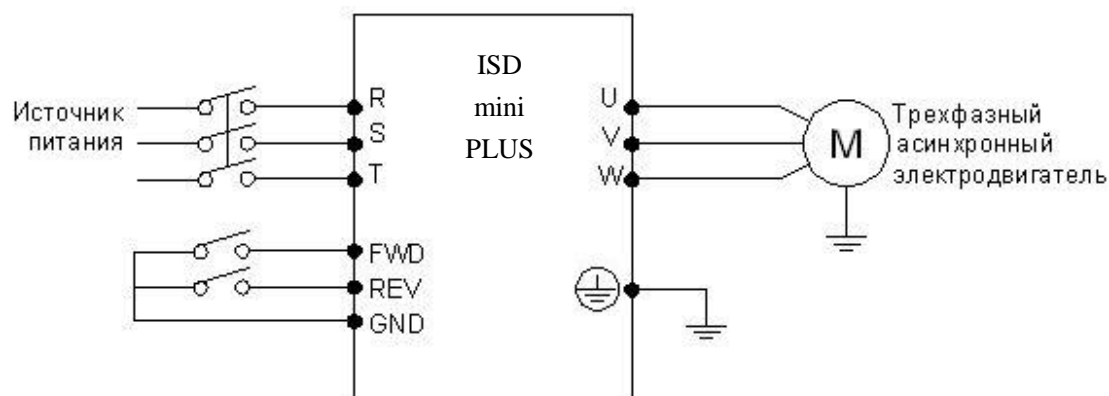 ISD
mini
PLUS
Источник
питания
R
S
T
FWD
REV
GND
U
V
W
M
Трехфазный
асинхронный
электродвигатель